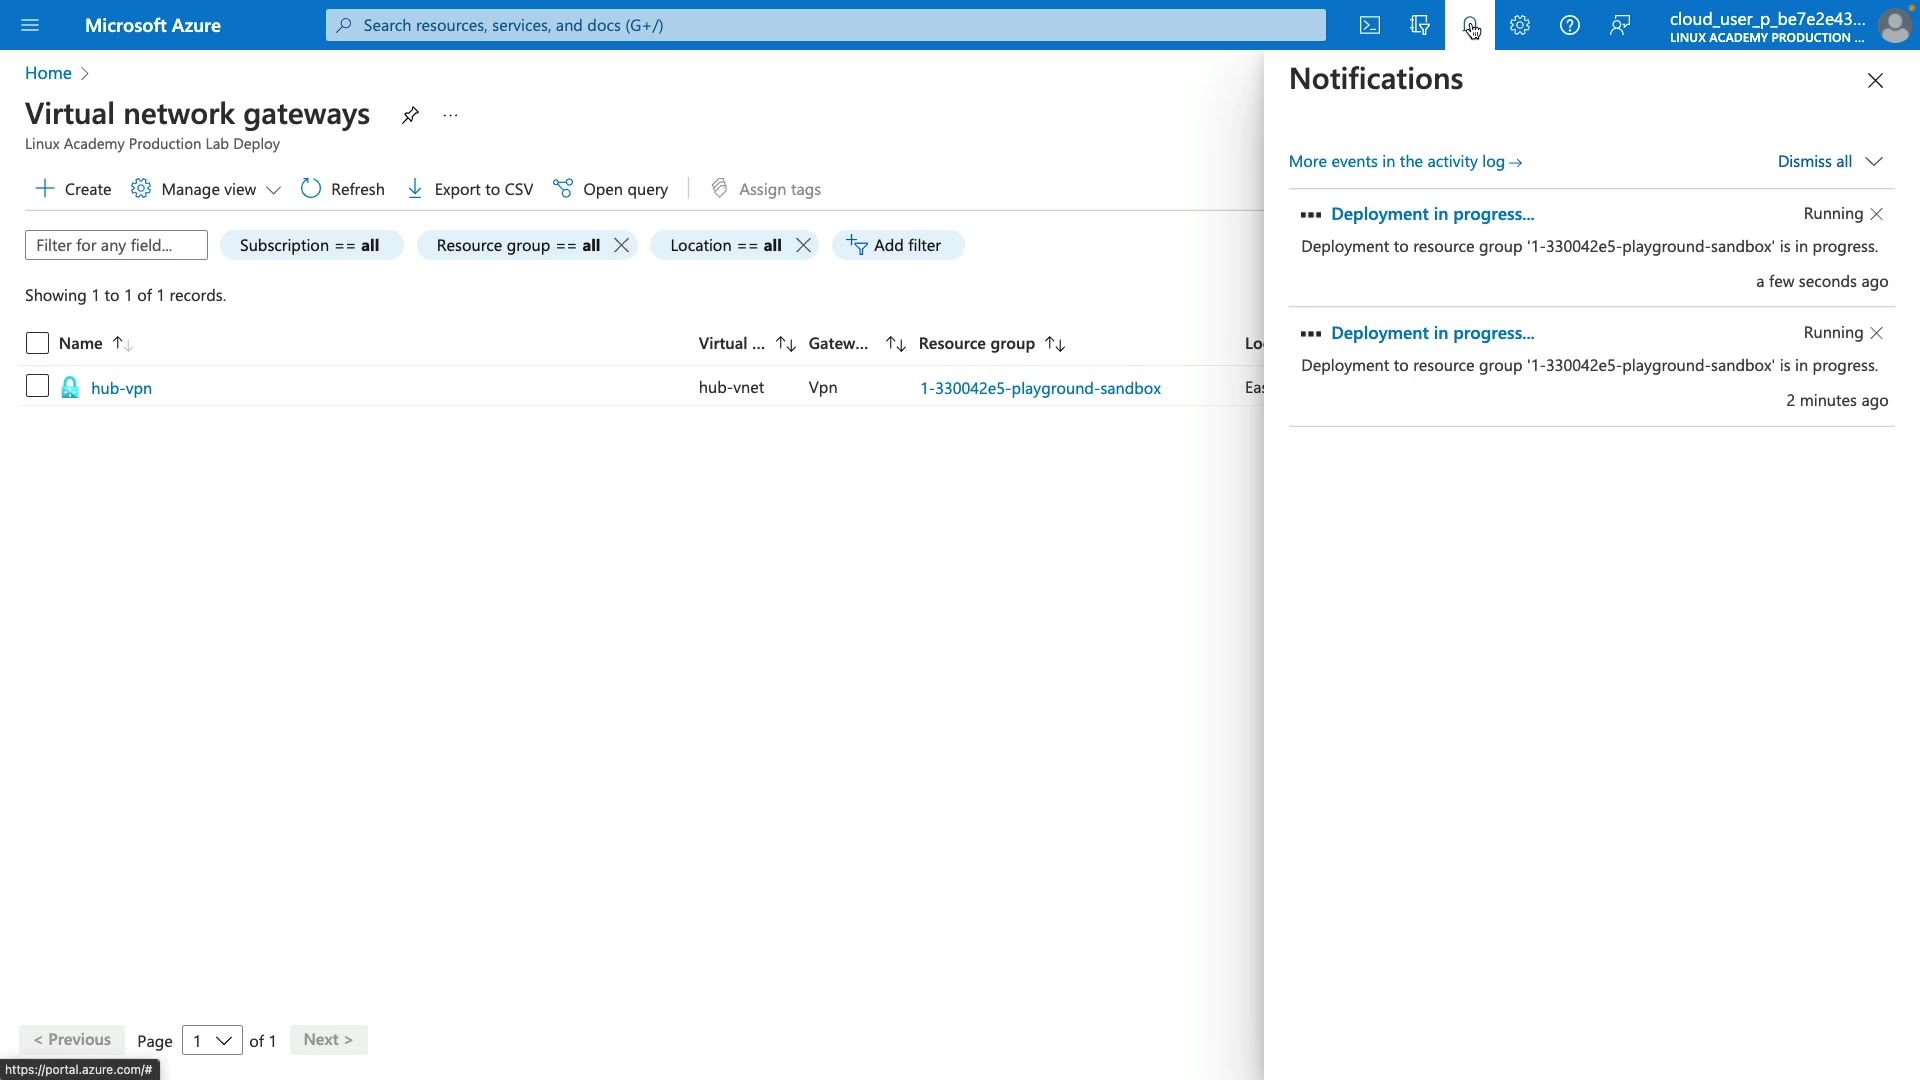 Microsoft Azure
Search resources, services, and docs (G+/)
cloud_user_p_be7e2e43...
LINUX ACADEMY PRODUCTION ...
Home
Virtual network gateways
...
Linux Academy Production Lab Deploy
Create
Manage view
Refresh
Export to CSV
Open query
Assign tags
Filter for any field...
Subscription == all
Resource group == all
Location == all
Add filter
Showing 1 to 1 of 1 records.
Name
Virtual ...
Gatew...
Resource group
Lo
hub-vpn
hub-vnet
Vpn
1-330042e5-playground-sandbox
Eas
< Previous
Page
1
of 1
Next >
https://portal.azure.com/#
Notifications
More events in the activity log →
Dismiss all
Deployment in progress...
Running
Deployment to resource group '1-330042e5-playground-sandbox' is in progress.
a few seconds ago
Deployment in progress...
Running
Deployment to resource group '1-330042e5-playground-sandbox' is in progress.
2 minutes ago